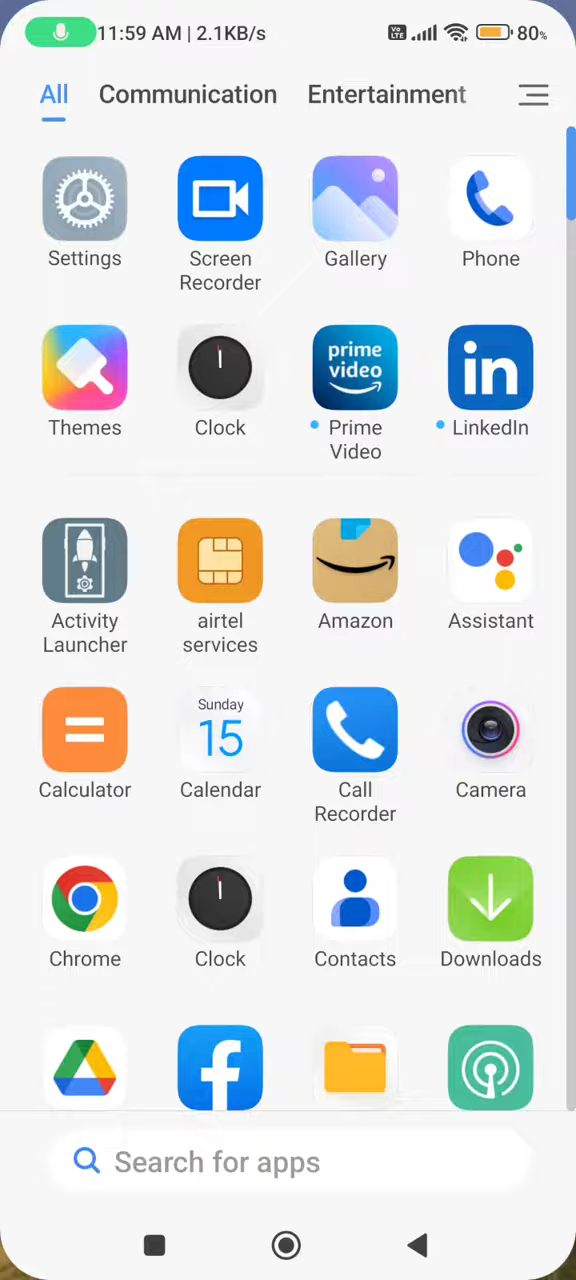 11:59 AM | 2.1KB/s
Vo
LTE
80%
All Communication Entertainment
Settings Screen Gallery Phone
Recorder
prime
video
in
Themes Clock Prime LinkedIn
Video
Activity airtel Amazon Assistant
Launcher services
Sunday
15
Calculator Calendar Call Camera
Recorder
Chrome Clock Contacts Downloads
f
Search for apps